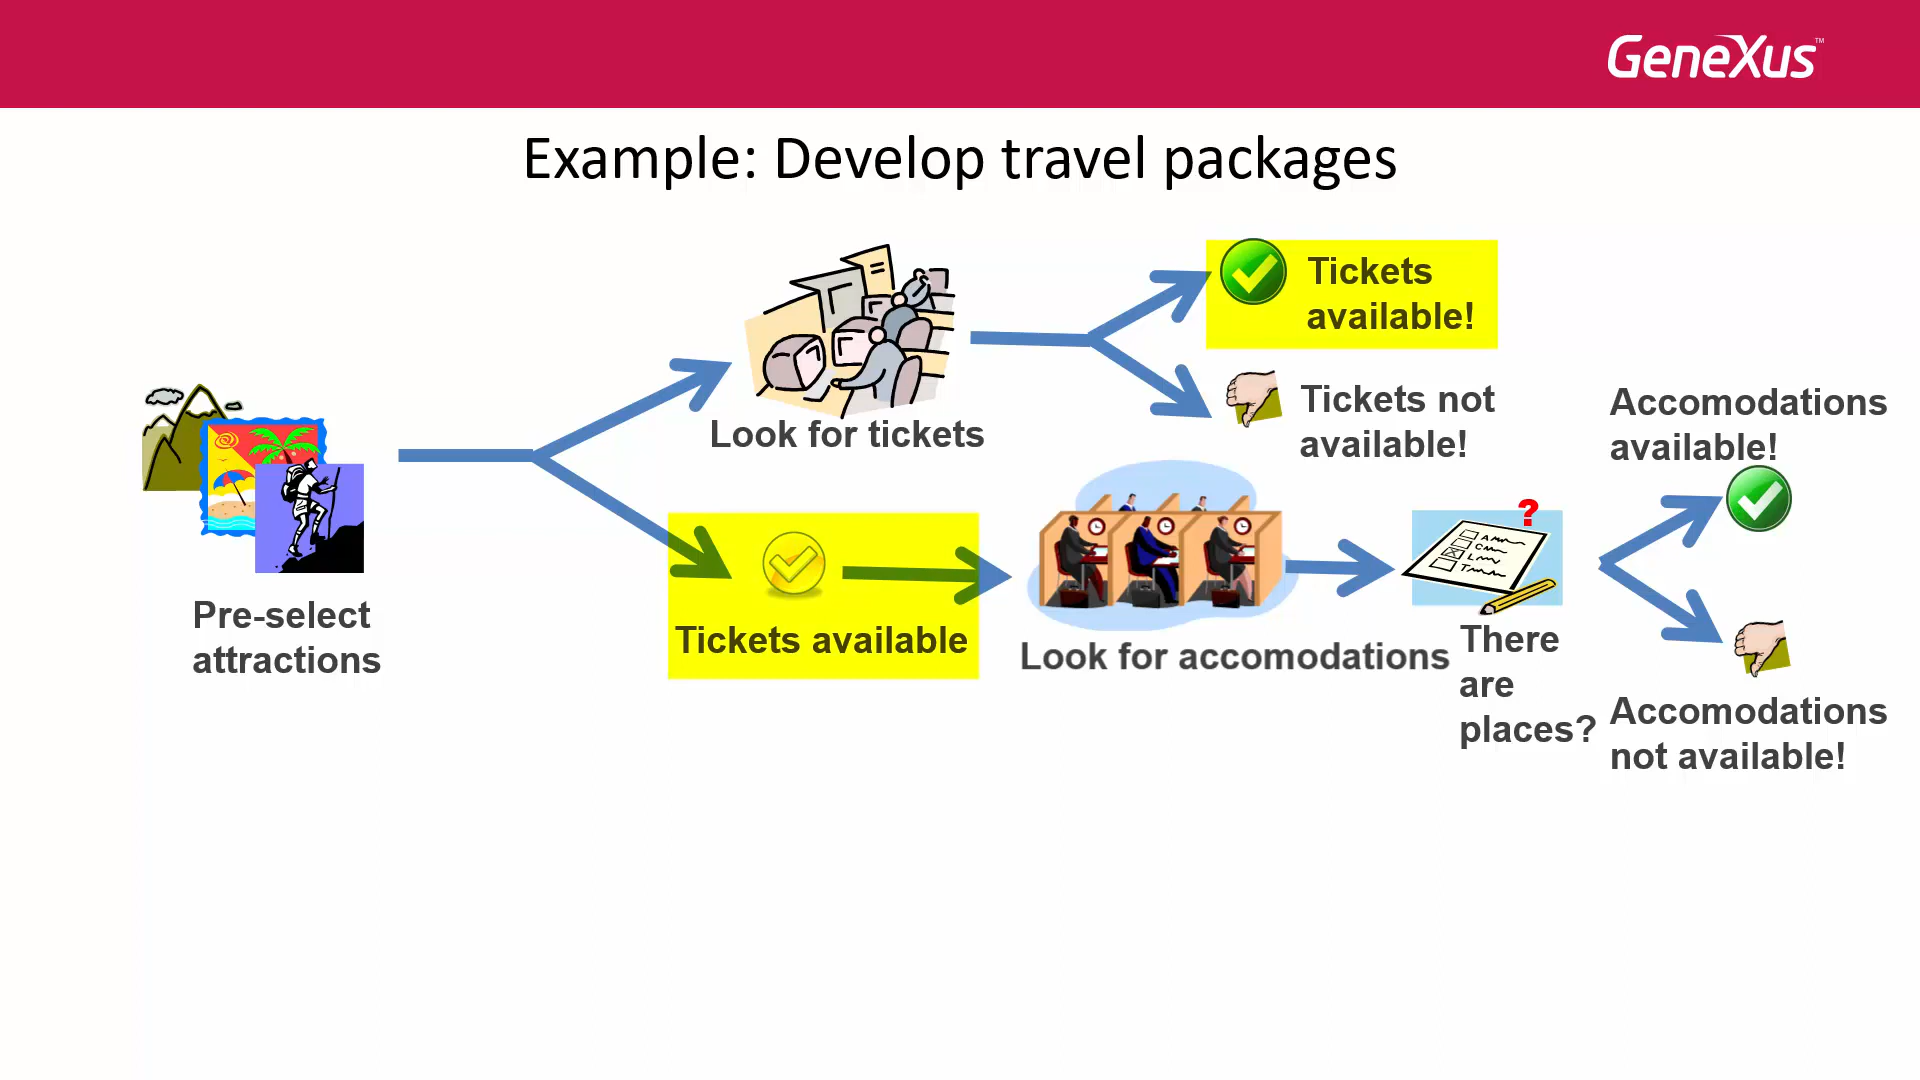 GeneXus™
Example: Develop travel packages
Pre-select
attractions
Look for tickets
Tickets
available!
Tickets not
available!
Tickets available
Look for accomodations
?
There
are
places?
Accomodations
available!
Accomodations
not available!